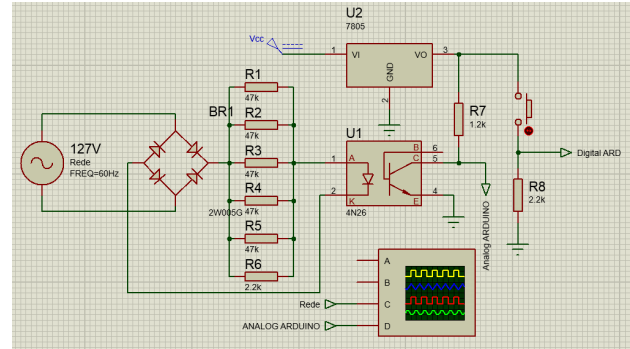 U2
7805
Vcc
1
VI
VO
3
GND
2
R1
47k
BR1
R2
47k
R3
47k
R4
2W005G
47k
R5
47k
R6
2.2k
127V
Rede
FREQ=60Hz
U1
1
A
B
6
C
5
2
K
E
4
4N26
R7
1.2k
Digital ARD
R8
2.2k
Analog ARDUINO
A
B
Rede
C
ANALOG ARDUINO
D